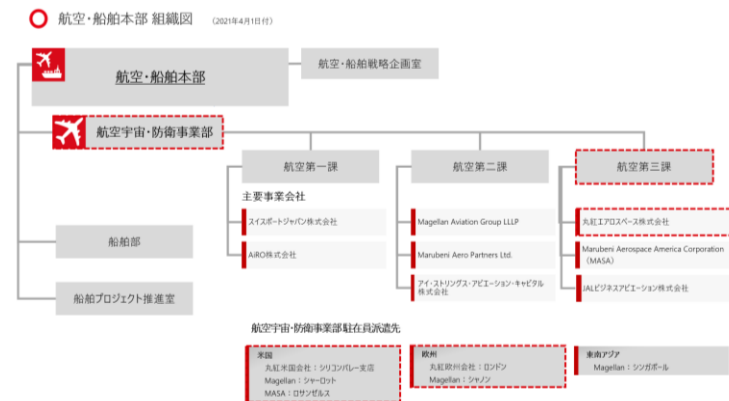 航空・船舶本部 組織図 (2021年4月1日付)
航空・船舶本部
航空・船舶戦略企画室
航空宇宙・防衛事業部
航空第一課
航空第二課
航空第三課
主要事業会社
スイスポートジャパン株式会社
Magellan Aviation Group LLLP
丸紅エアロスペース株式会社
AiRO株式会社
Marubeni Aero Partners Ltd.
Marubeni Aerospace America Corporation
(MASA)
アイ・ストリングス・アビエーション・キャピタル
株式会社
JALビジネスアビエーション株式会社
船舶部
船舶プロジェクト推進室
航空宇宙・防衛事業部 駐在員派遣先
米国
丸紅米国会社:シリコンバレー支店
Magellan:シャーロット
MASA:ロサンゼルス
欧州
丸紅欧州会社:ロンドン
Magellan:シャノン
東南アジア
Magellan:シンガポール